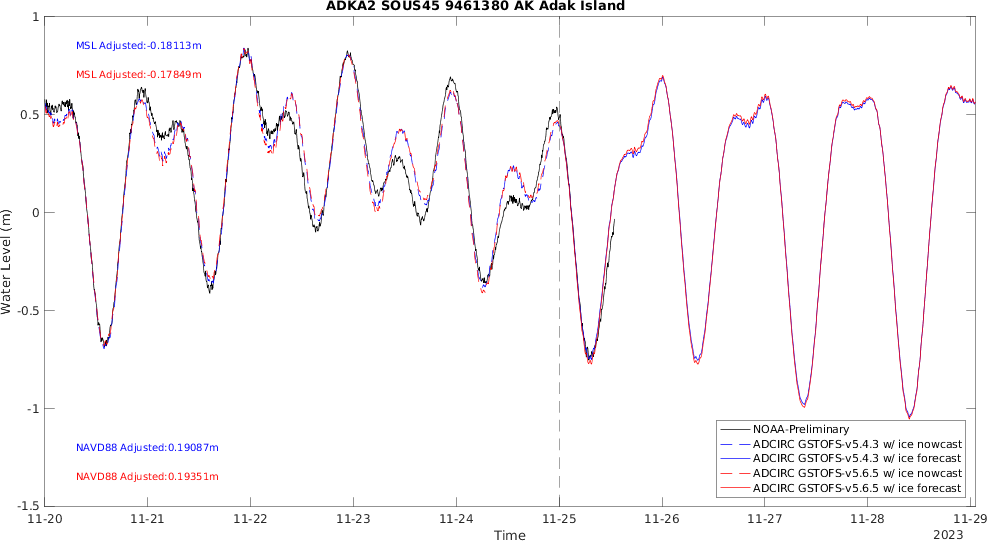 ADKA2 SOUS45 9461380 AK Adak Island
MSL Adjusted:-0.18113m
MSL Adjusted:-0.17849m
Water Level (m)
1
0.5
0
-0.5
-1
-1.5
NAVD88 Adjusted:0.19087m
NAVD88 Adjusted:0.19351m
NOAA-Preliminary
ADCIRC GSTOFS-v5.4.3 w/ ice nowcast
ADCIRC GSTOFS-v5.4.3 w/ ice forecast
ADCIRC GSTOFS-v5.6.5 w/ ice nowcast
ADCIRC GSTOFS-v5.6.5 w/ ice forecast
11-20 11-21 11-22 11-23 11-24 11-25 11-26 11-27 11-28 11-29
Time
2023